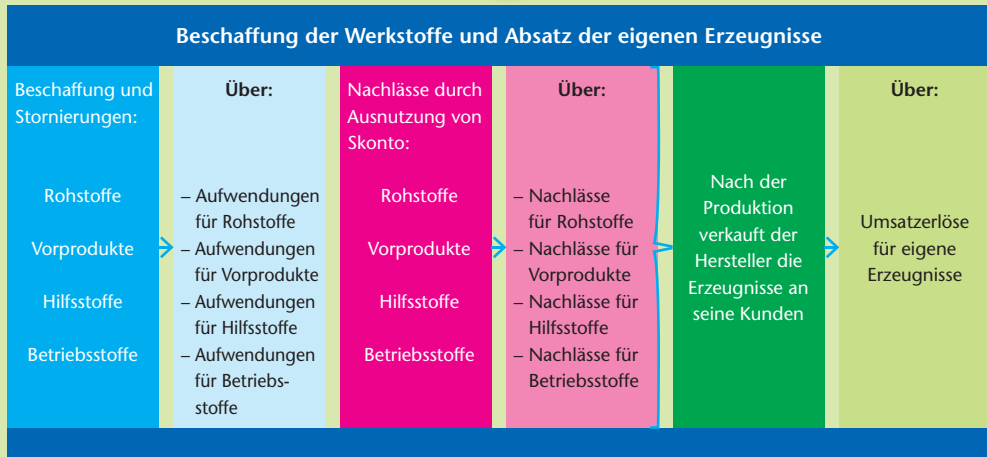 Beschaffung der Werkstoffe und Absatz der eigenen Erzeugnisse
Beschaffung und
Stornierungen:
Rohstoffe
Vorprodukte
Hilfsstoffe
Betriebsstoffe
Über:
– Aufwendungen
für Rohstoffe
– Aufwendungen
für Vorprodukte
– Aufwendungen
für Hilfsstoffe
– Aufwendungen
für Betriebs-
stoffe
Nachlässe durch
Ausnutzung von
Skonto:
Rohstoffe
Vorprodukte
Hilfsstoffe
Betriebsstoffe
Über:
– Nachlässe
für Rohstoffe
– Nachlässe für
Vorprodukte
– Nachlässe für
Hilfsstoffe
– Nachlässe für
Betriebsstoffe
Nach der
Produktion
verkauft der
Hersteller die
Erzeugnisse an
seine Kunden
Über:
Umsatzerlöse
für eigene
Erzeugnisse